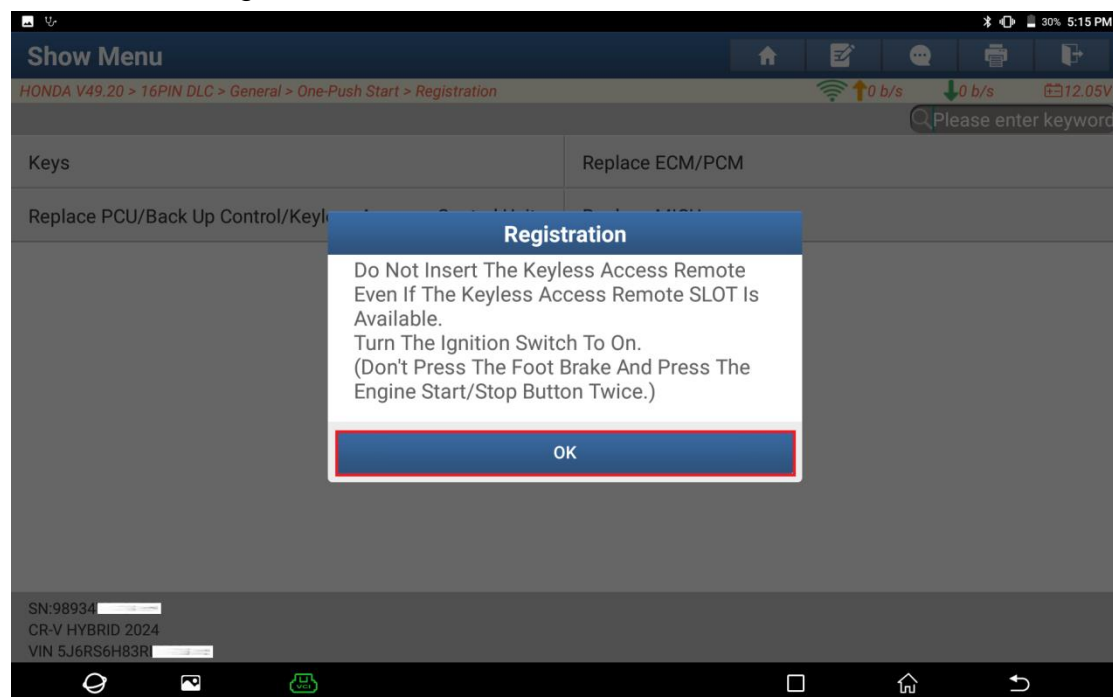 30% 5:15 PM
Show Menu
HONDA V49.20 > 16PIN DLC > General > One-Push Start > Registration
0 b/s 0 b/s 12.05V
Please enter keyword
Keys
Replace ECM/PCM
Replace PCU/Back Up Control/Keyl
Registration
Do Not Insert The Keyless Access Remote
Even If The Keyless Access Remote SLOT Is
Available.
Turn The Ignition Switch To On.
(Don't Press The Foot Brake And Press The
Engine Start/Stop Button Twice.)
OK
SN:98934
CR-V HYBRID 2024
VIN 5J6RS6H83R
VCI